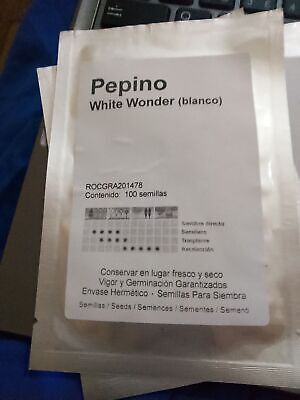 Pepino
White Wonder (blanco)
ROCGRA201478
Contenido: 100 semillas
Siembra directa
Semillero
Trasplante
Recolección
Conservar en lugar fresco y seco
Vigor y Germinación Garantizados
Envase Hermético - Semillas Para Siembra
Semillas / Seeds / Semences / Sementes / Sementi